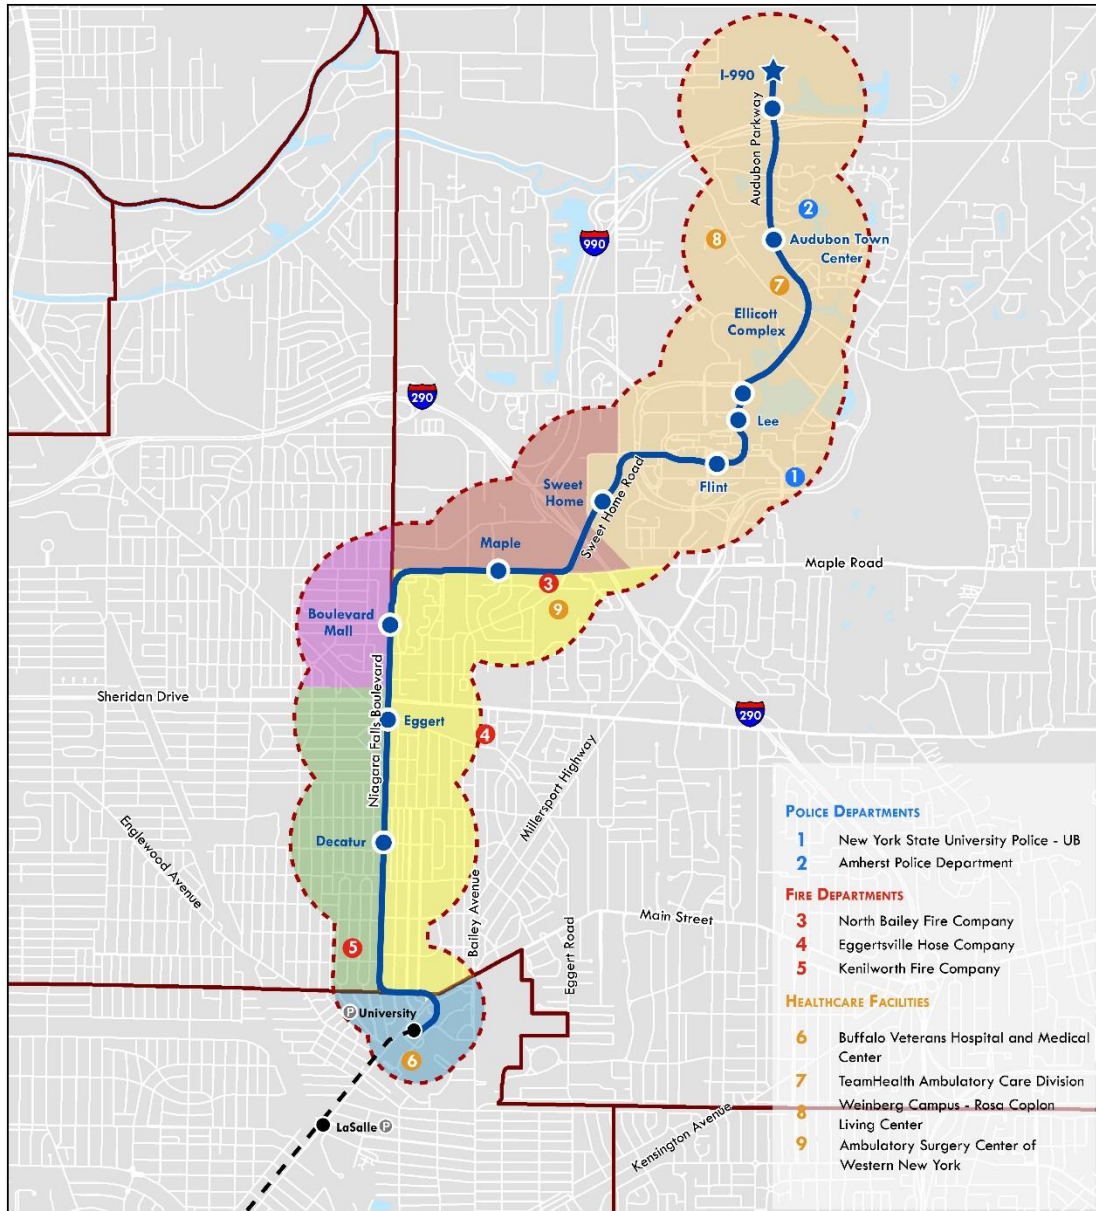 I-990
Audubon Parkway
2
8
Audubon Town
Center
990
7
Ellicott
Complex
290
Lee
Flint
1
Sweet
Home
Sweet Home Road
Maple
Maple Road
3
9
Boulevard
Mall
Niagara Falls Boulevard
Sheridan Drive
Eggert
4
290
Millersport Highway
Englewood Avenue
Decatur
Bailey Avenue
Main Street
Eggert Road
5
P University
6
LaSalle P
Kensington Avenue
POLICE DEPARTMENTS
1 New York State University Police - UB
2 Amherst Police Department
FIRE DEPARTMENTS
3 North Bailey Fire Company
4 Eggertsville Hose Company
5 Kenilworth Fire Company
HEALTHCARE FACILITIES
6 Buffalo Veterans Hospital and Medical
Center
7 TeamHealth Ambulatory Care Division
8 Weinberg Campus - Rosa Coplon
Living Center
9 Ambulatory Surgery Center of
Western New York